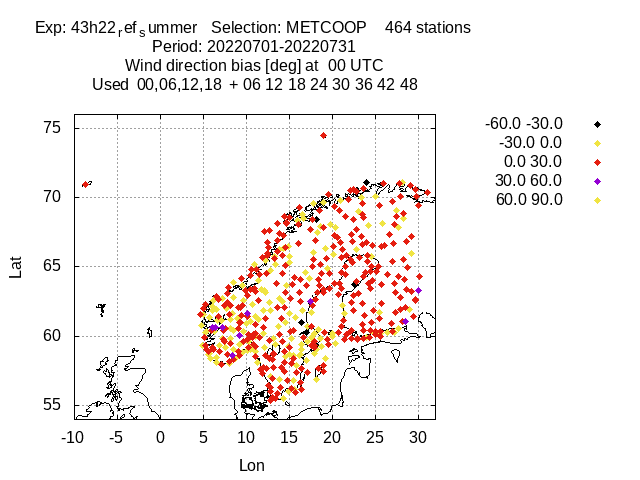 Exp: 43h22refsummer Selection: METCOOP 464 stations
Period: 20220701-20220731
Wind direction bias [deg] at 00 UTC
Used 00,06,12,18 + 06 12 18 24 30 36 42 48
-60.0 -30.0
-30.0 0.0
0.0 30.0
30.0 60.0
60.0 90.0
Lat
75
70
65
60
55
-10 -5 0 5 10 15 20 25 30
Lon